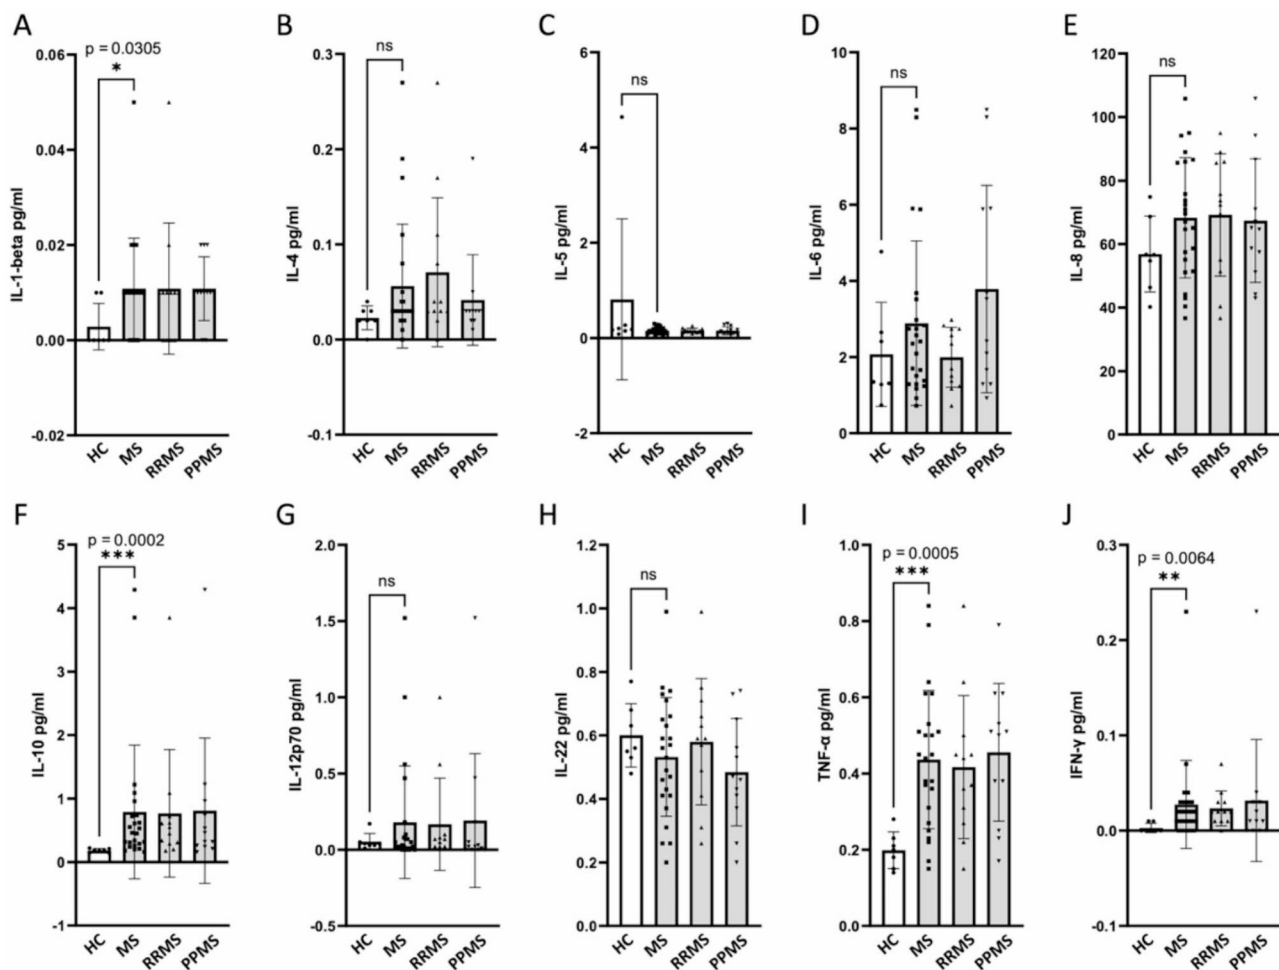 A
p = 0.0305
*
IL-1-beta pg/ml
0.06
0.04
0.02
0.00
-0.02
HC
MS
RRMS
PPMS
B
ns
IL-4 pg/ml
0.3
0.2
0.1
0.0
-0.1
HC
MS
RRMS
PPMS
C
ns
IL-5 pg/ml
6
4
2
0
-2
HC
MS
RRMS
PPMS
D
ns
IL-6 pg/ml
10
8
6
4
2
0
HC
MS
RRMS
PPMS
E
ns
IL-8 pg/ml
120
100
80
60
40
20
0
HC
MS
RRMS
PPMS
F
p = 0.0002
***
IL-10 pg/ml
5
4
3
2
1
0
-1
HC
MS
RRMS
PPMS
G
ns
IL-12p70 pg/ml
2.0
1.5
1.0
0.5
0.0
-0.5
HC
MS
RRMS
PPMS
H
ns
IL-22 pg/ml
1.2
1.0
0.8
0.6
0.4
0.2
0.0
HC
MS
RRMS
PPMS
I
p = 0.0005
***
TNF-α pg/ml
1.0
0.8
0.6
0.4
0.2
0.0
HC
MS
RRMS
PPMS
J
p = 0.0064
**
IFN-γ pg/ml
0.3
0.2
0.1
0.0
-0.1
HC
MS
RRMS
PPMS